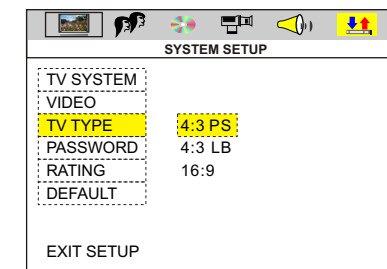 SYSTEM SETUP
TV SYSTEM
VIDEO
TV TYPE 4:3 PS
PASSWORD 4:3 LB
RATING 16:9
DEFAULT
EXIT SETUP